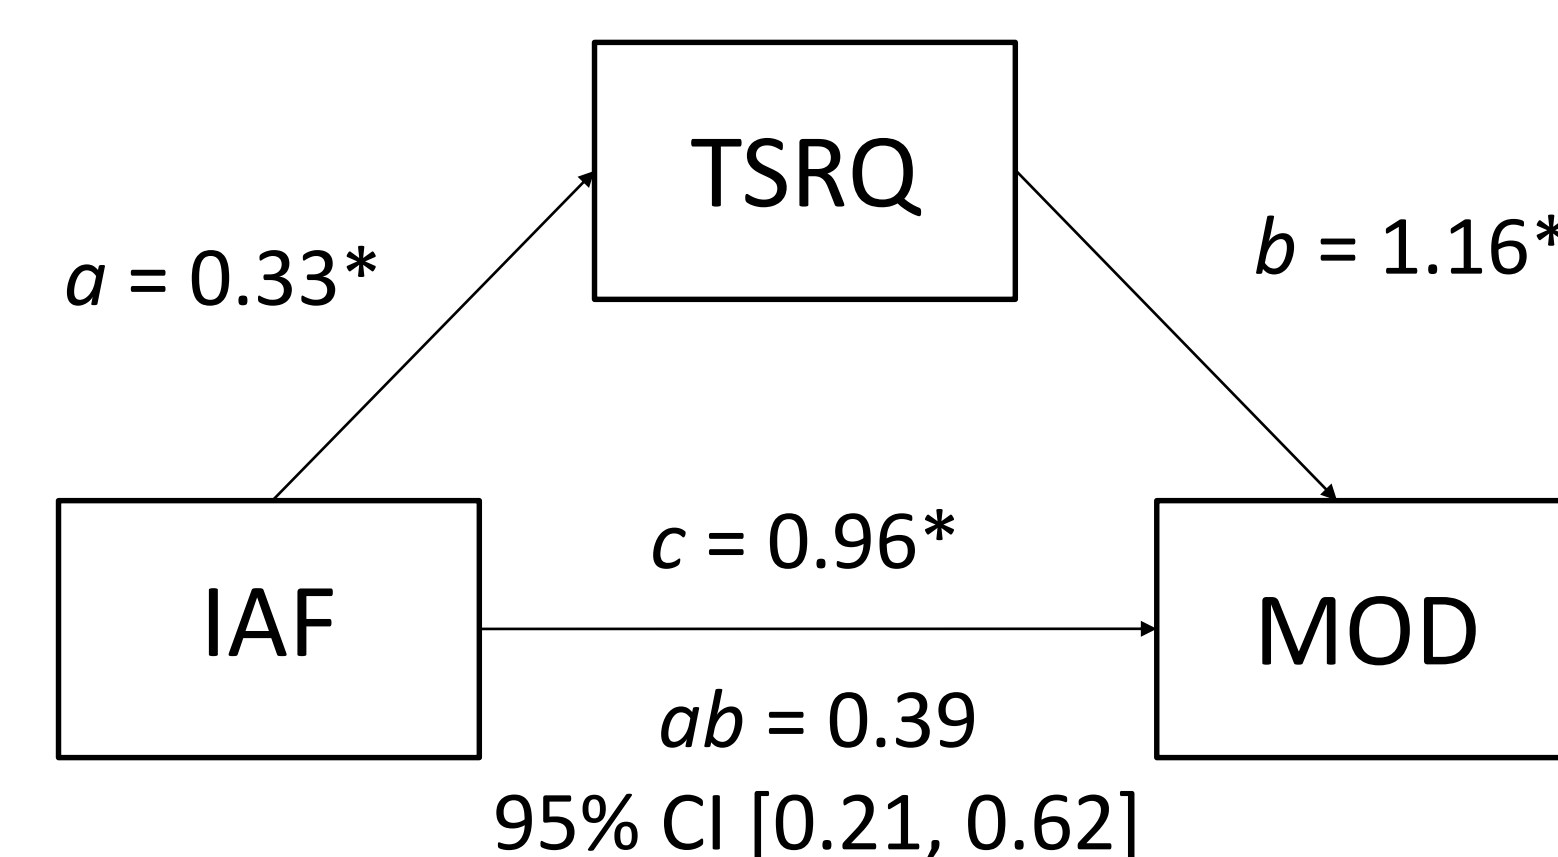 TSRQ
a = 0.33*
b = 1.16*
c = 0.96*
IAF
MOD
ab = 0.39
95% CI [0.21, 0.62]